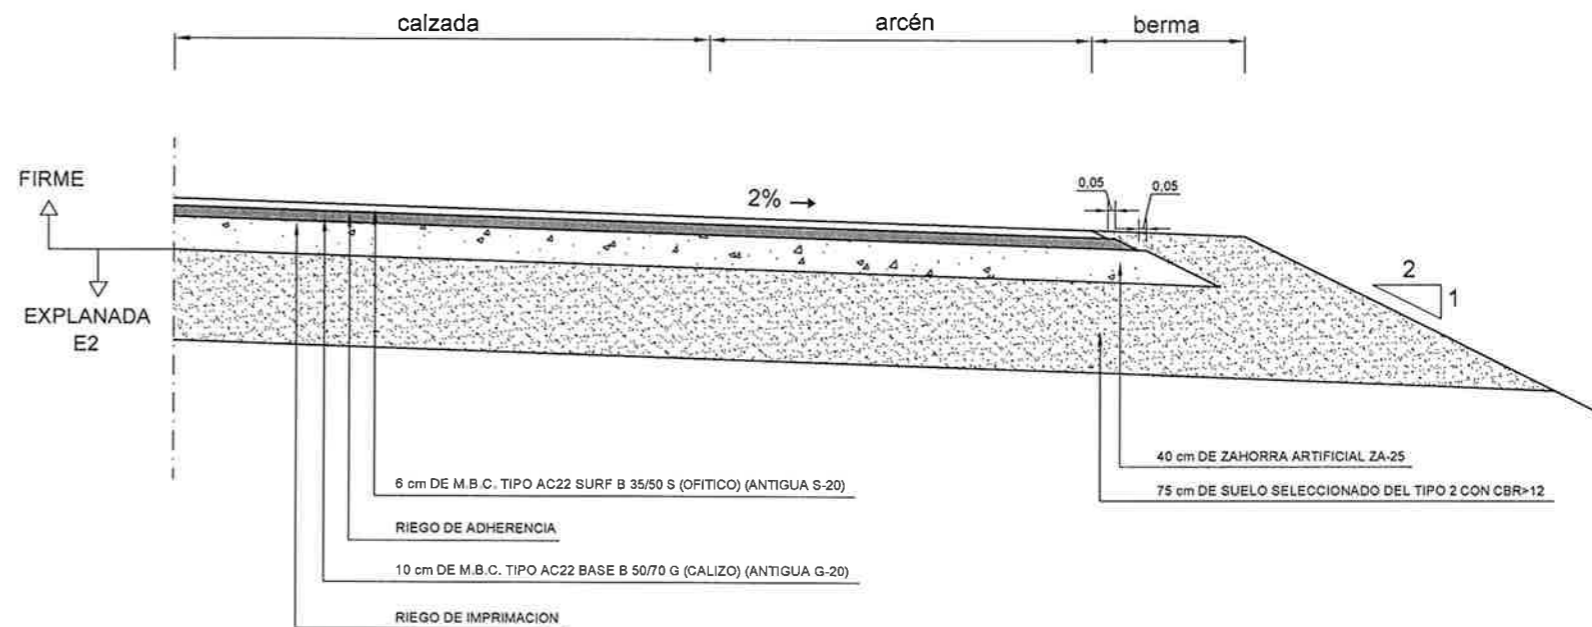 calzada
arcén
berma
FIRME
EXPLANADA
E2
2%
0,05
0,05
2
1
40 cm DE ZAHORRA ARTIFICIAL ZA-25
6 cm DE M.B.C. TIPO AC22 SURF B 35/50 S (OFITICO) (ANTIGUA S-20)
75 cm DE SUELO SELECCIONADO DEL TIPO 2 CON CBR>12
RIEGO DE ADHERENCIA
10 cm DE M.B.C. TIPO AC22 BASE B 50/70 G (CALIZO) (ANTIGUA G-20)
RIEGO DE IMPRIMACION